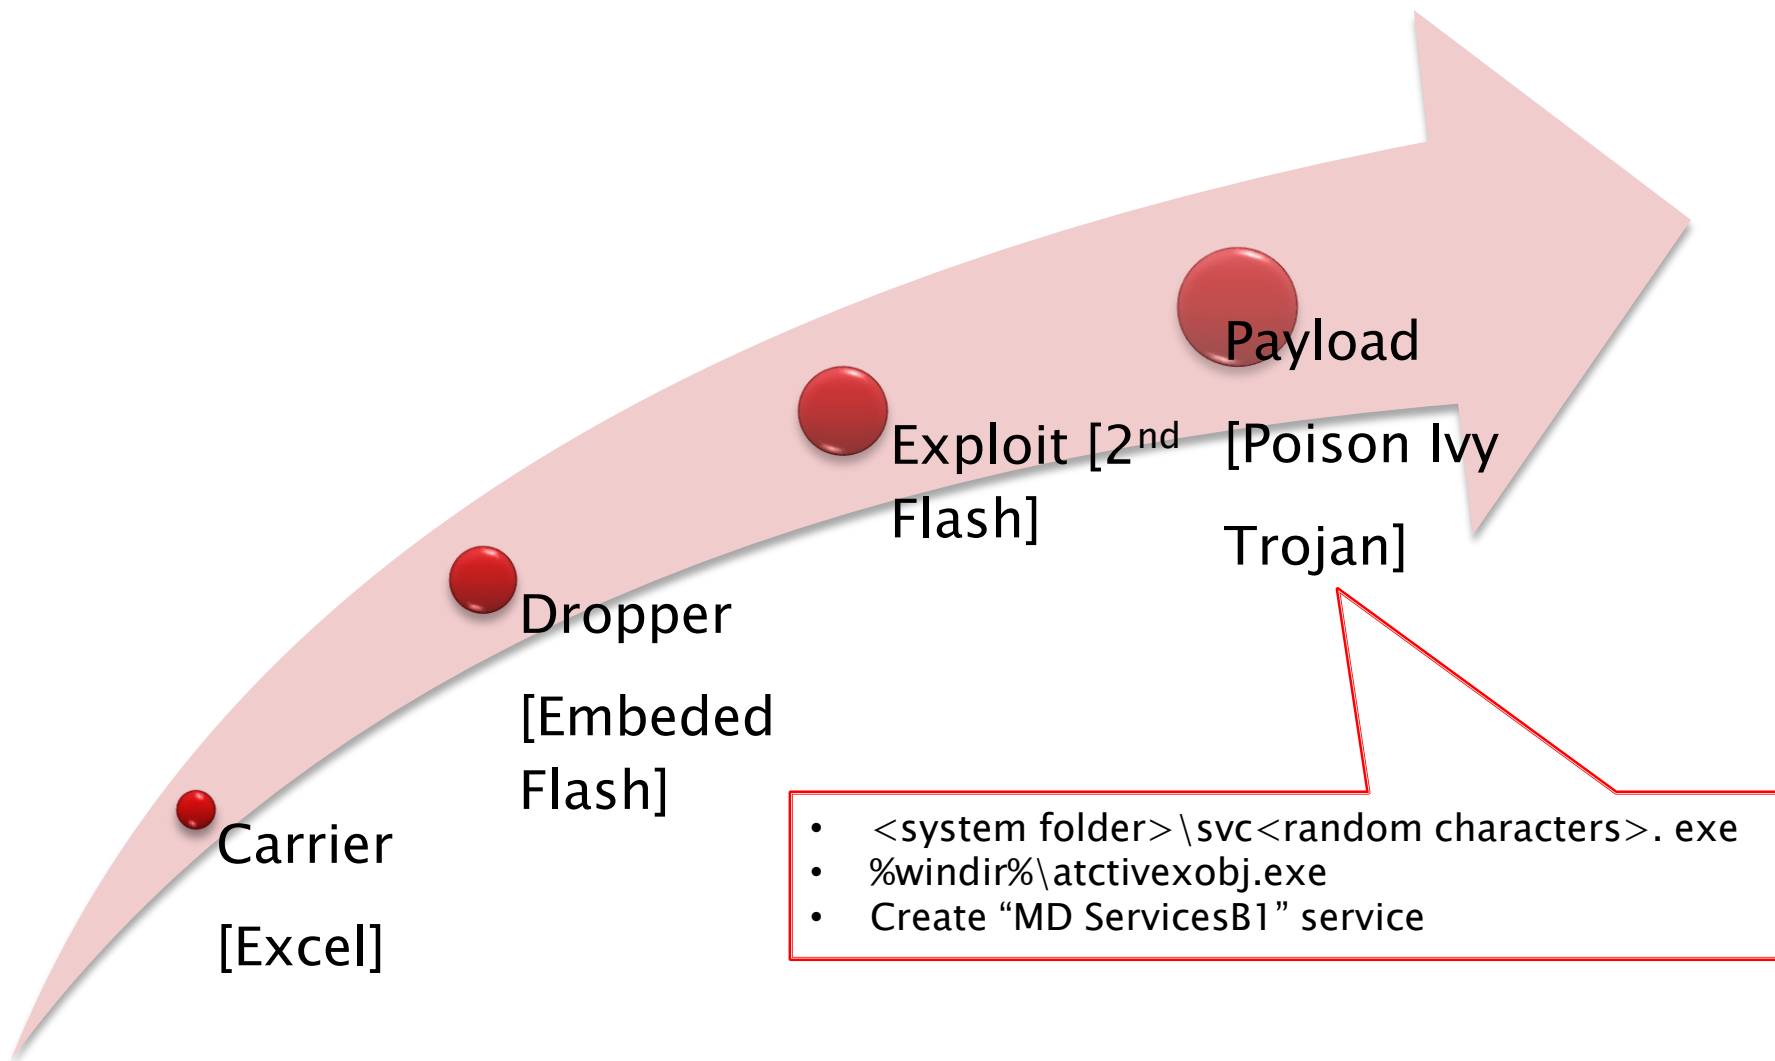 Carrier
[Excel]
Dropper
[Embeded
Flash]
Exploit [2nd
Flash]
Payload
[Poison Ivy
Trojan]
• <system folder>\svc<random characters>. exe
• %windir%\atctivexobj.exe
• Create “MD ServicesB1” service